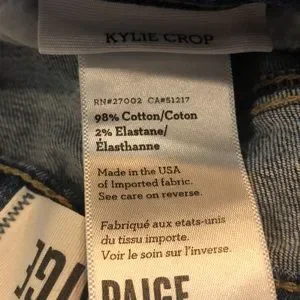 KYLIE CROP
RN#27002 CA#51217
98% Cotton/Coton
2% Elastane/
Élasthanne
Made in the USA
of Imported fabric.
See care on reverse.
Fabriqué aux etats-unis
du tissu importe.
Voir le soin sur l'inverse.
PAIGE